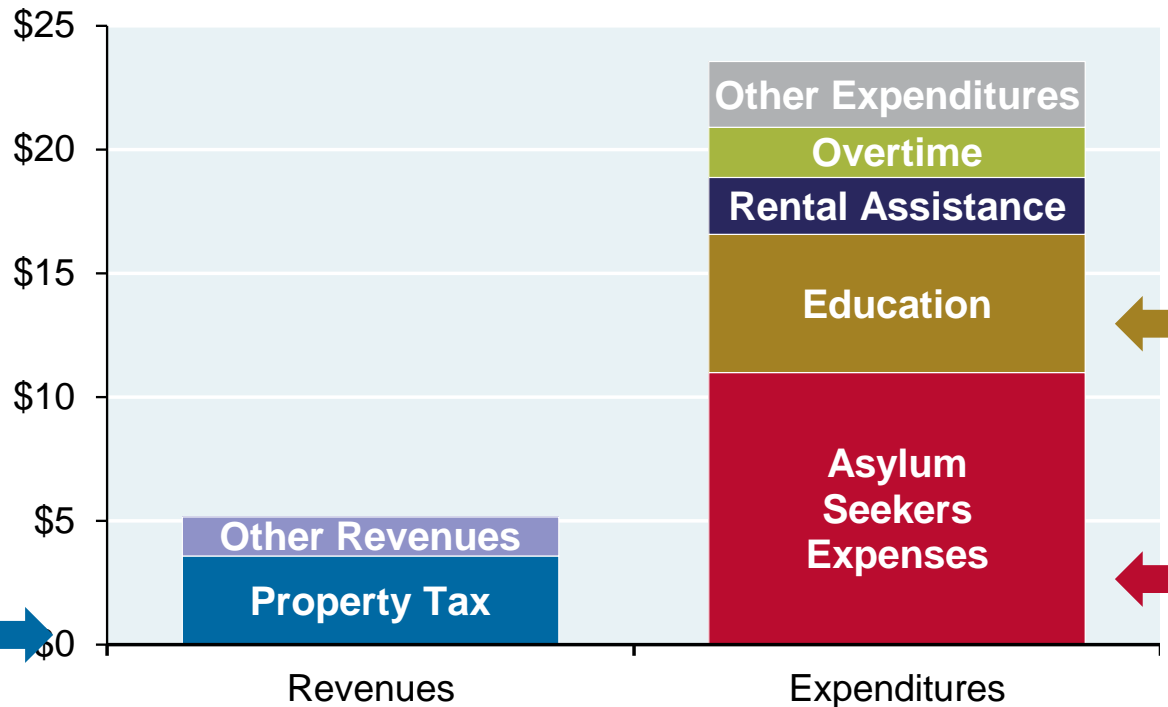 $25
$20
$15
$10
$5
$0
Other Revenues
Property Tax
Other Expenditures
Overtime
Rental Assistance
Education
Asylum
Seekers
Expenses
Revenues
Expenditures